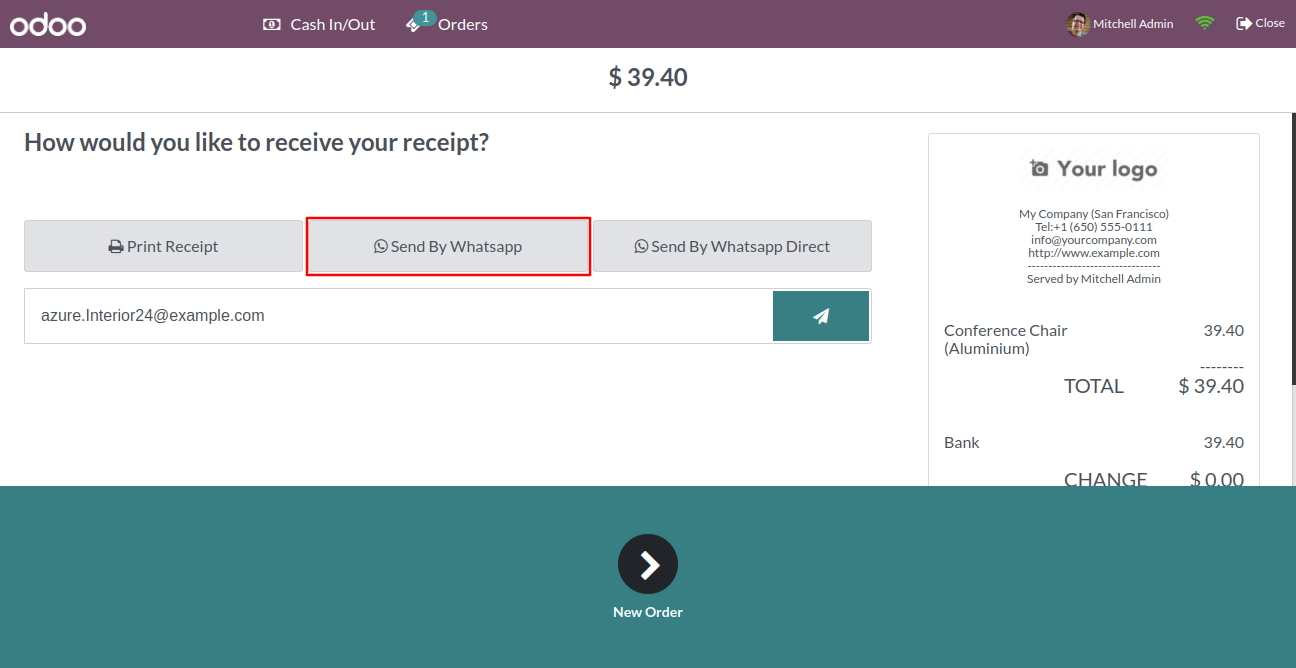 odoo
Cash In/Out
1
Orders
Mitchell Admin
Close
$ 39.40
How would you like to receive your receipt?
Print Receipt
Send By Whatsapp
Send By Whatsapp Direct
azure.Interior24@example.com
Your logo
My Company (San Francisco)
Tel:+1 (650) 555-0111
info@yourcompany.com
http://www.example.com
--------------------------------
Served by Mitchell Admin
Conference Chair 39.40
(Aluminium)
--------
TOTAL $ 39.40
Bank 39.40
CHANGE $ 0.00
New Order